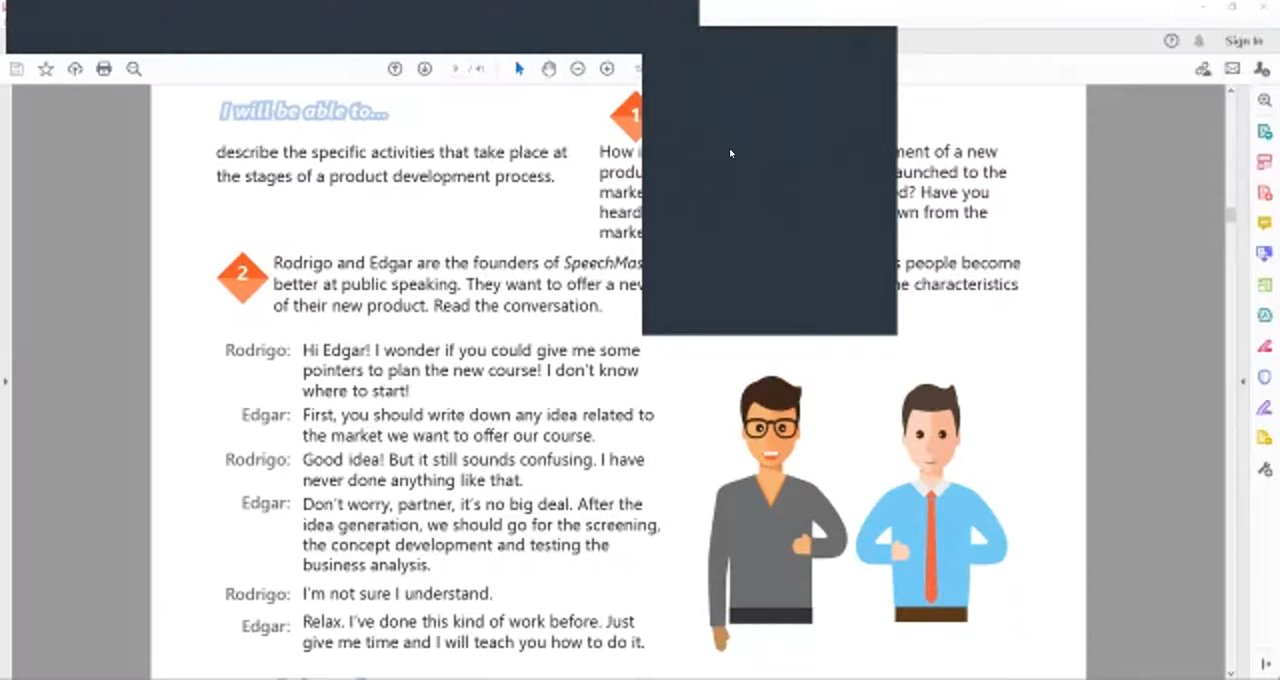 Sign In
9 / 41
I will be able to...
describe the specific activities that take place at
the stages of a product development process.
1
How
ment of a new
aunched to the
d? Have you
heard
wn from the
2
Rodrigo and Edgar are the founders of
s people become
better at public speaking. They want to offer a
e characteristics
of their new product. Read the conversation.
Rodrigo: Hi Edgar! I wonder if you could give me some
pointers to plan the new course! I don't know
where to start!
Edgar: First, you should write down any idea related to
the market we want to offer our course.
Rodrigo: Good idea! But it still sounds confusing. I have
never done anything like that.
Edgar: Don't worry, partner, it's no big deal. After the
idea generation, we should go for the screening,
the concept development and testing the
business analysis.
Rodrigo: I'm not sure I understand.
Edgar: Relax. I've done this kind of work before. Just
give me time and I will teach you how to do it.